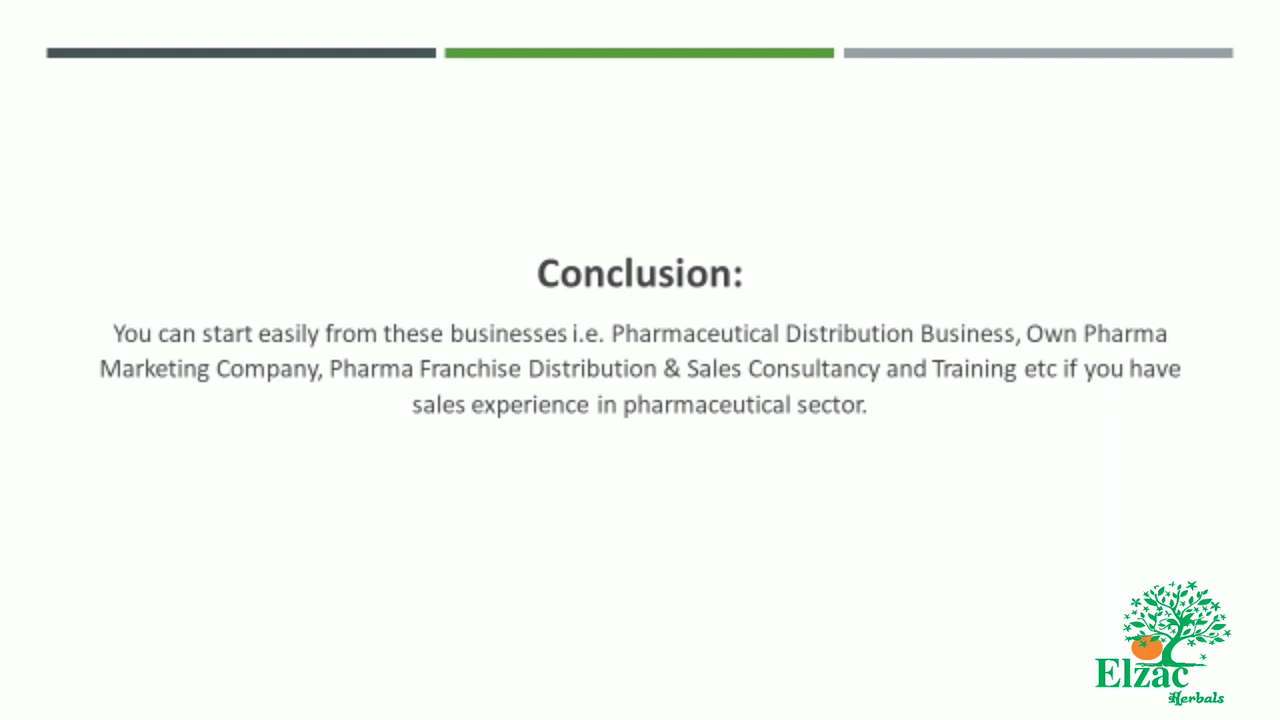 Conclusion:
You can start easily from these businesses i.e. Pharmaceutical Distribution Business, Own Pharma
Marketing Company, Pharma Franchise Distribution & Sales Consultancy and Training etc if you have
sales experience in pharmaceutical sector.
Elzac
Herbals